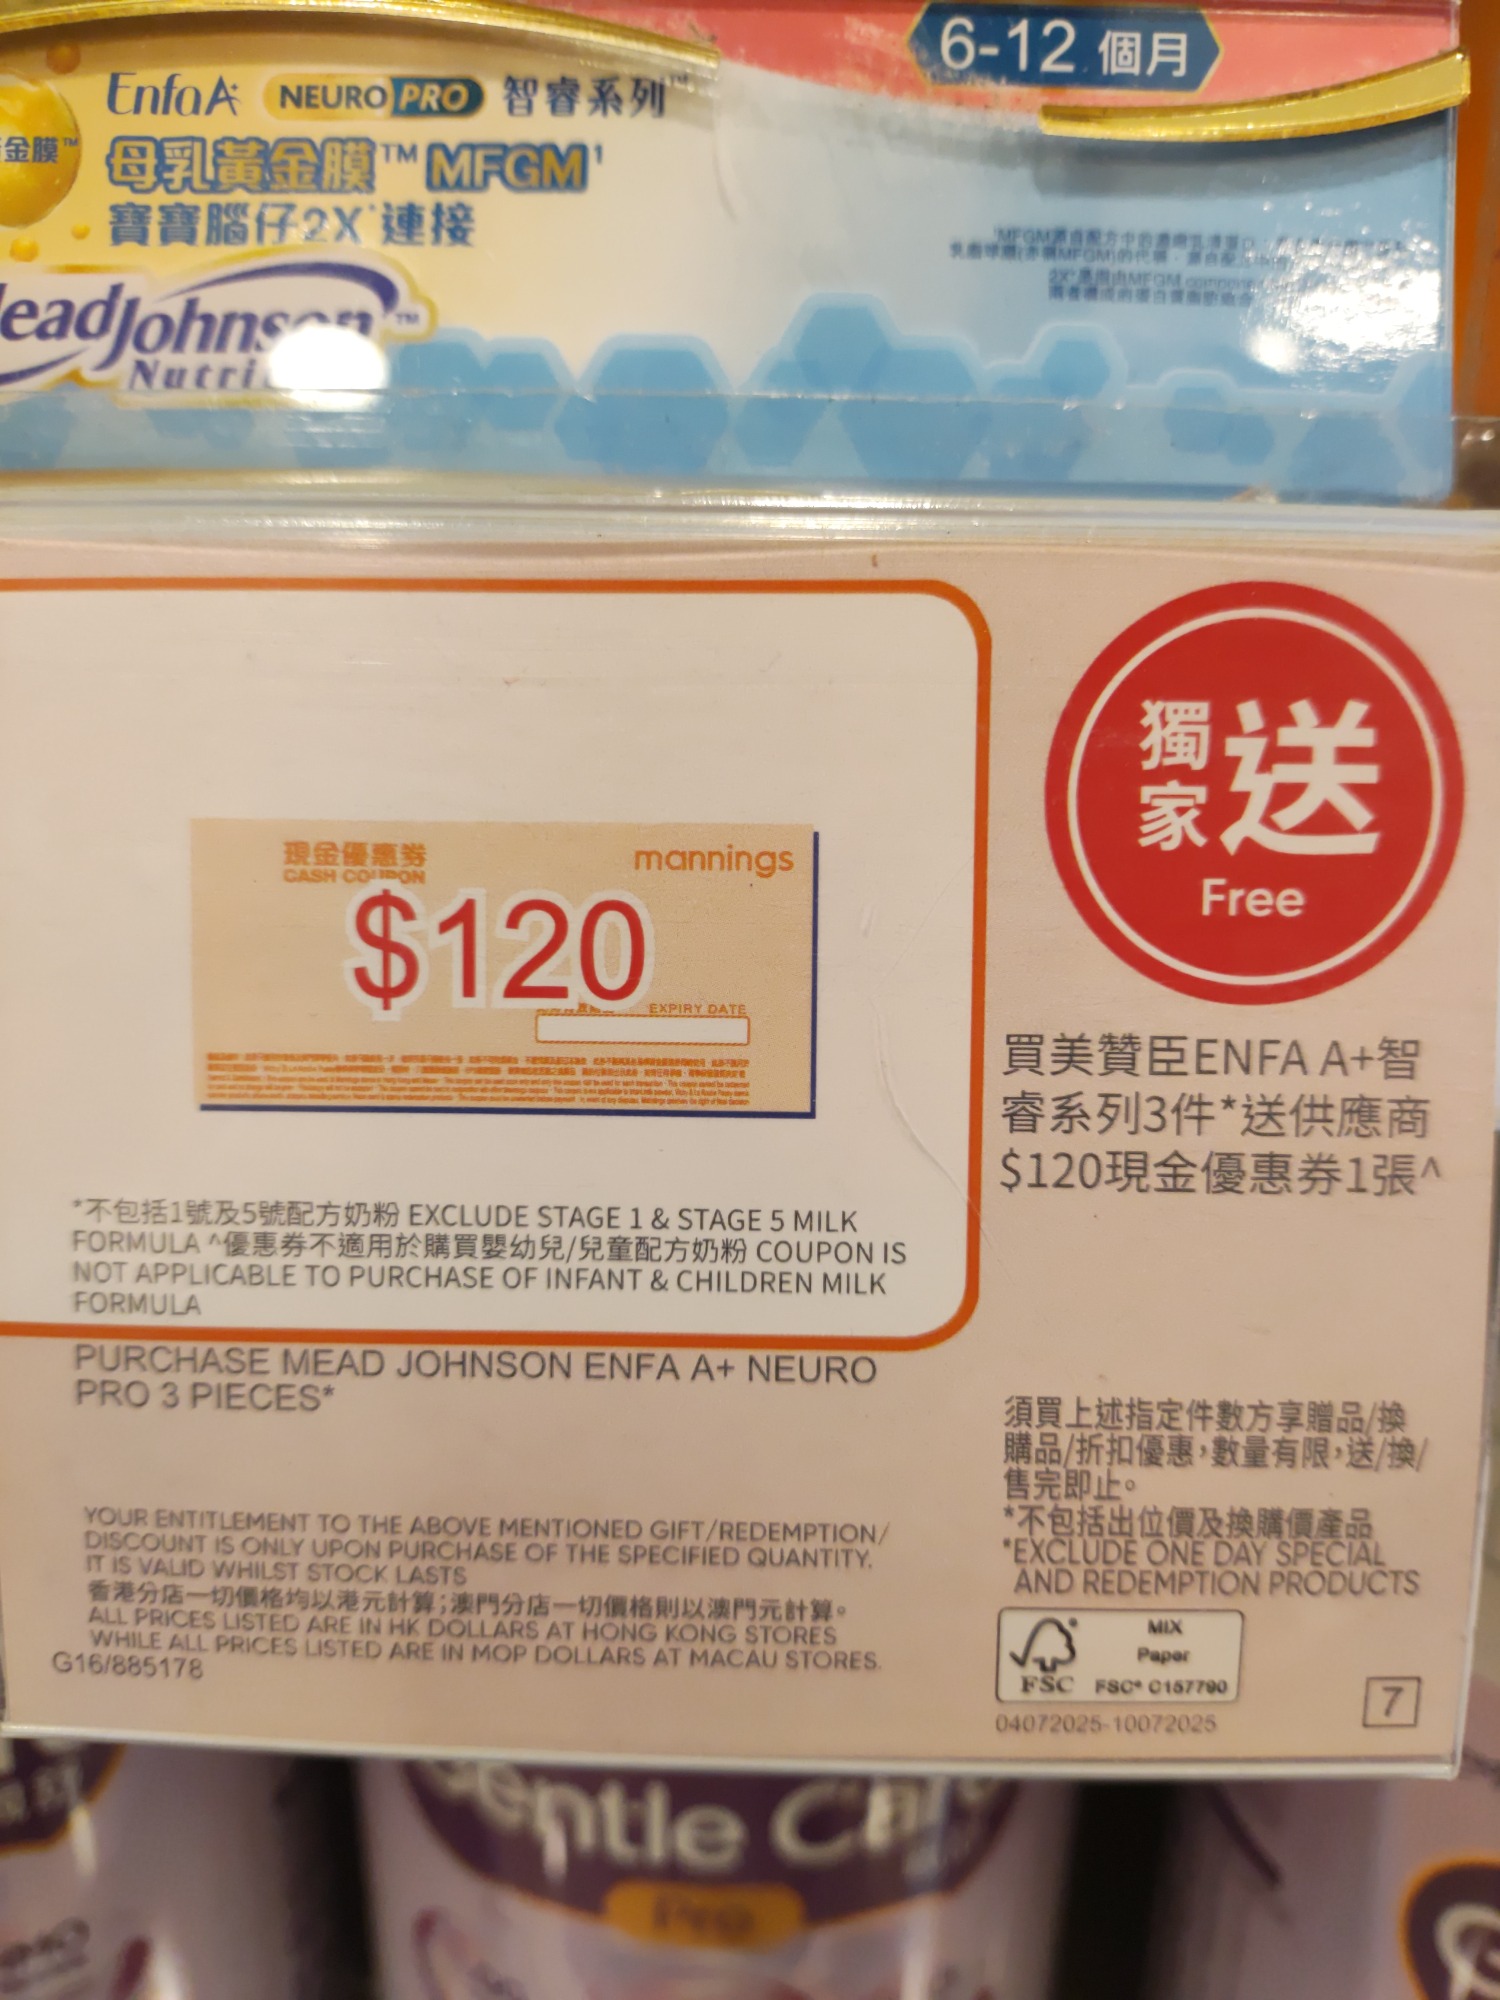 6-12 個月
EnfaA+ NEUROPRO 智睿系列™
金膜™
母乳黃金膜™ MFGM¹
寶寶腦仔2X 連接
eadJohnson™
Nutri
獨家送
Free
現金優惠券
CASH COUPON
mannings
$120
EXPIRY DATE
買美贊臣ENFA A+智
睿系列3件*送供應商
$120現金優惠券1張^
*不包括1號及5號配方奶粉 EXCLUDE STAGE 1 & STAGE 5 MILK
FORMULA ^優惠券不適用於購買嬰幼兒/兒童配方奶粉 COUPON IS
NOT APPLICABLE TO PURCHASE OF INFANT & CHILDREN MILK
FORMULA
PURCHASE MEAD JOHNSON ENFA A+ NEURO
PRO 3 PIECES*
須買上述指定件數方享贈品/換
購品/折扣優惠，數量有限，送/換/
售完即止。
*不包括出位價及換購價產品
*EXCLUDE ONE DAY SPECIAL
AND REDEMPTION PRODUCTS
YOUR ENTITLEMENT TO THE ABOVE MENTIONED GIFT/REDEMPTION/
DISCOUNT IS ONLY UPON PURCHASE OF THE SPECIFIED QUANTITY.
IT IS VALID WHILST STOCK LASTS
香港分店一切價格均以港元計算；澳門分店一切價格則以澳門元計算。
ALL PRICES LISTED ARE IN HK DOLLARS AT HONG KONG STORES
WHILE ALL PRICES LISTED ARE IN MOP DOLLARS AT MACAU STORES.
G16/885178
MIX
Paper
FSC FSC® C157790
04072025-10072025
7
Gentle Care
Pro